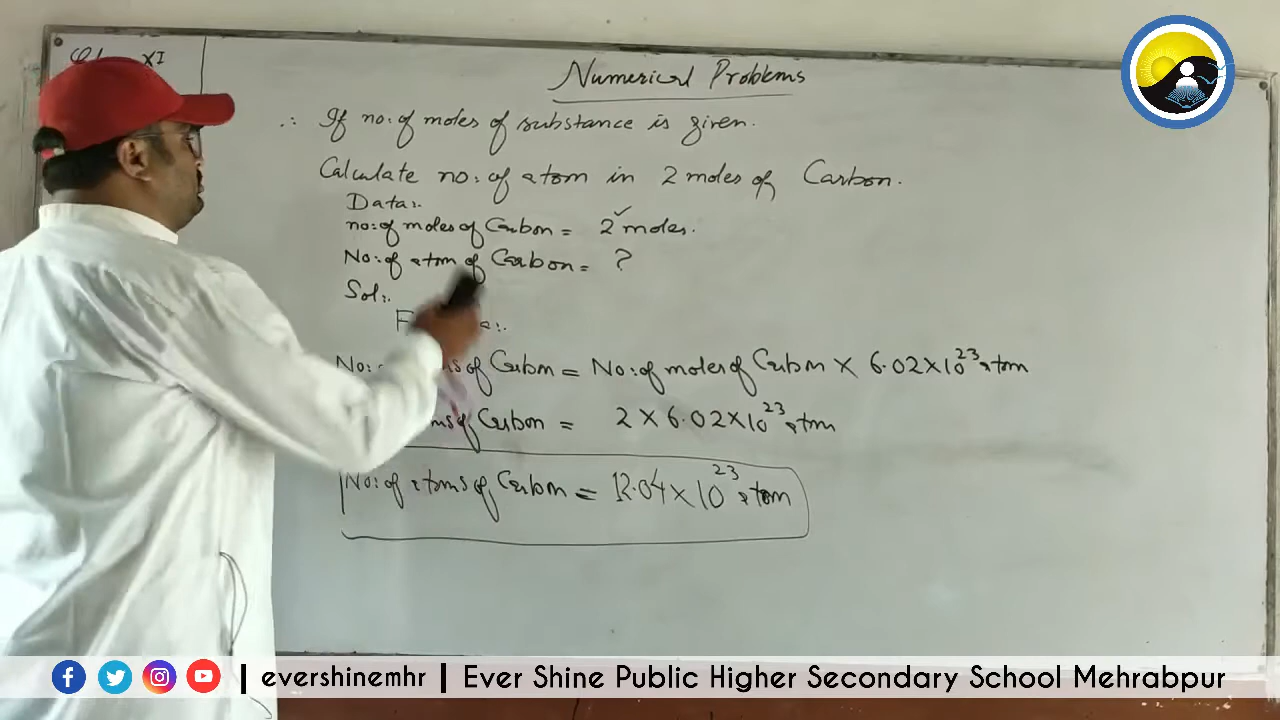 XI
Numerical Problems
∴ If no: of moles of substance is given.
Calculate no: of atom in 2 moles of Carbon.
Data:.
no: of moles of Carbon = 2 moles.
No: of atom of Carbon = ?
Sol:.
No: of Carbon = No: of moles of Carbon × 6.02×10²³ atom
of Carbon = 2 × 6.02×10²³ atm
No: of atoms of Carbon = 12.04 × 10²³ atom
| evershinemhr | Ever Shine Public Higher Secondary School Mehrabpur